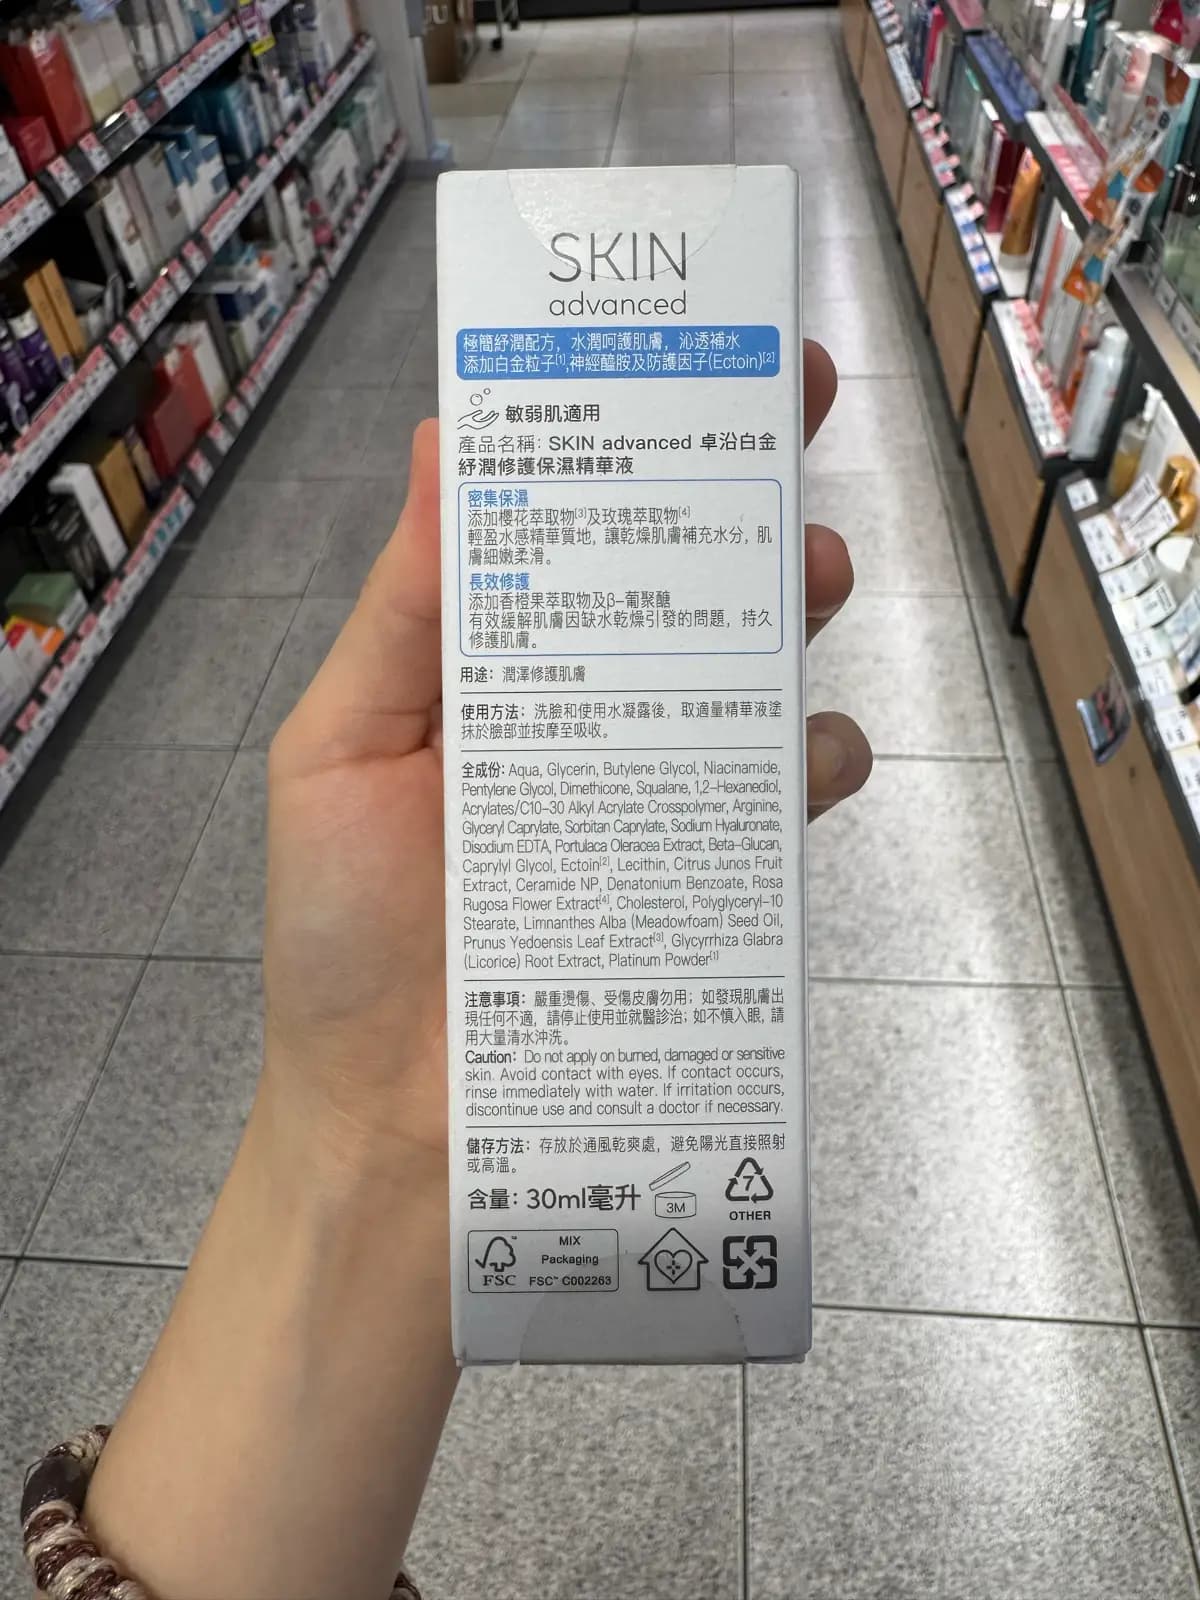 SKIN
advanced
極簡紓潤配方，水潤呵護肌膚，沁透補水
添加白金粒子[1],神經醯胺及防護因子(Ectoin)[2]
敏弱肌適用
產品名稱：SKIN advanced 卓沿白金
紓潤修護保濕精華液
密集保濕
添加櫻花萃取物[3]及玫瑰萃取物[4]
輕盈水感精華質地，讓乾燥肌膚補充水分，肌
膚細嫩柔滑。
長效修護
添加香橙果萃取物及β-葡聚醣
有效緩解肌膚因缺水乾燥引發的問題，持久
修護肌膚。
用途：潤澤修護肌膚
使用方法：洗臉和使用水凝露後，取適量精華液塗
抹於臉部並按摩至吸收。
全成份：Aqua, Glycerin, Butylene Glycol, Niacinamide,
Pentylene Glycol, Dimethicone, Squalane, 1,2-Hexanediol,
Acrylates/C10-30 Alkyl Acrylate Crosspolymer, Arginine,
Glyceryl Caprylate, Sorbitan Caprylate, Sodium Hyaluronate,
Disodium EDTA, Portulaca Oleracea Extract, Beta-Glucan,
Caprylyl Glycol, Ectoin[2], Lecithin, Citrus Junos Fruit
Extract, Ceramide NP, Denatonium Benzoate, Rosa
Rugosa Flower Extract[4], Cholesterol, Polyglyceryl-10
Stearate, Limnanthes Alba (Meadowfoam) Seed Oil,
Prunus Yedoensis Leaf Extract[3], Glycyrrhiza Glabra
(Licorice) Root Extract, Platinum Powder[1]
注意事項：嚴重燙傷、受傷皮膚勿用；如發現肌膚出
現任何不適，請停止使用並就醫診治；如不慎入眼，請
用大量清水沖洗。
Caution: Do not apply on burned, damaged or sensitive
skin. Avoid contact with eyes. If contact occurs,
rinse immediately with water. If irritation occurs,
discontinue use and consult a doctor if necessary.
儲存方法：存放於通風乾爽處，避免陽光直接照射
或高溫。
含量：30ml毫升
3M
7
OTHER
FSC™
MIX
Packaging
FSC™ C002263